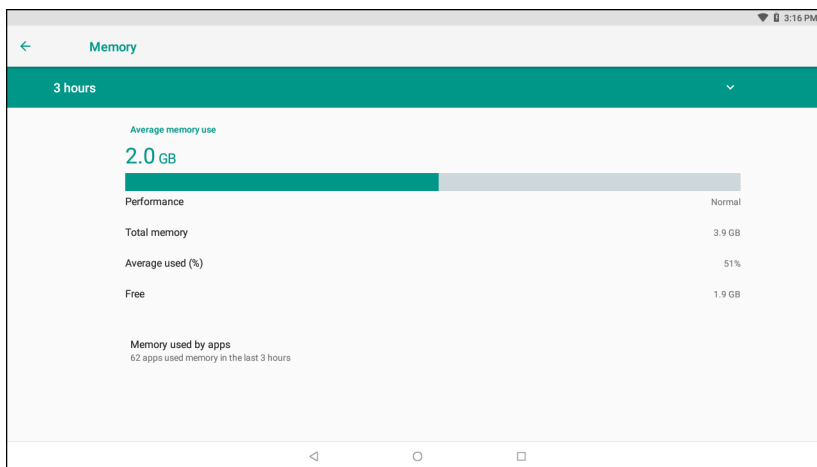 3:16 PM
Memory
3 hours
Average memory use
2.0 GB
Performance Normal
Total memory 3.9 GB
Average used (%) 51%
Free 1.9 GB
Memory used by apps
62 apps used memory in the last 3 hours